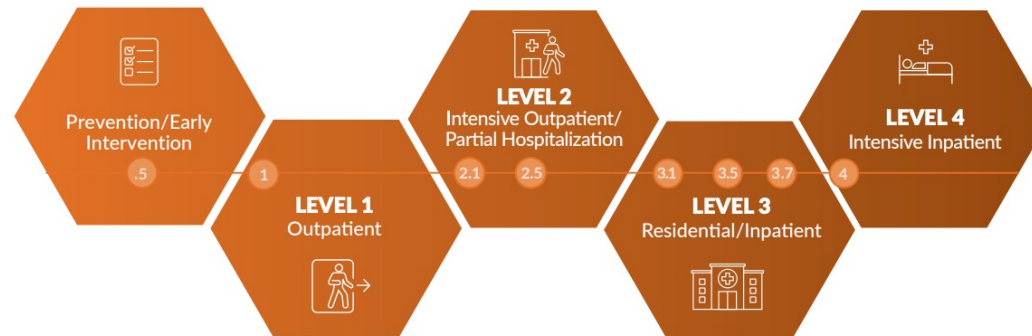 Prevention/Early
Intervention
.5
1
LEVEL 1
Outpatient
LEVEL 2
Intensive Outpatient/
Partial Hospitalization
2.1
2.5
3.1
3.5
3.7
LEVEL 3
Residential/Inpatient
LEVEL 4
Intensive Inpatient
4